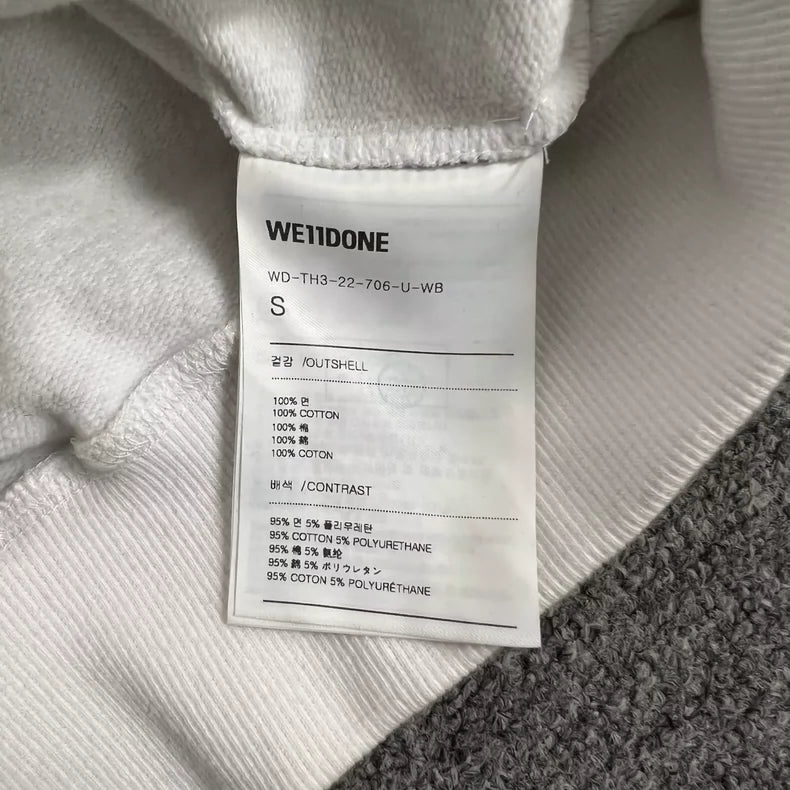 WE11DONE
WD-TH3-22-706-U-WB
S
겉감 /OUTSHELL
100% 면
100% COTTON
100% 棉
100% 綿
100% COTON
배색 /CONTRAST
95% 면 5% 폴리우레탄
95% COTTON 5% POLYURETHANE
95% 棉 5% 氨纶
95% 綿 5% ポリウレタン
95% COTON 5% POLYURÉTHANE